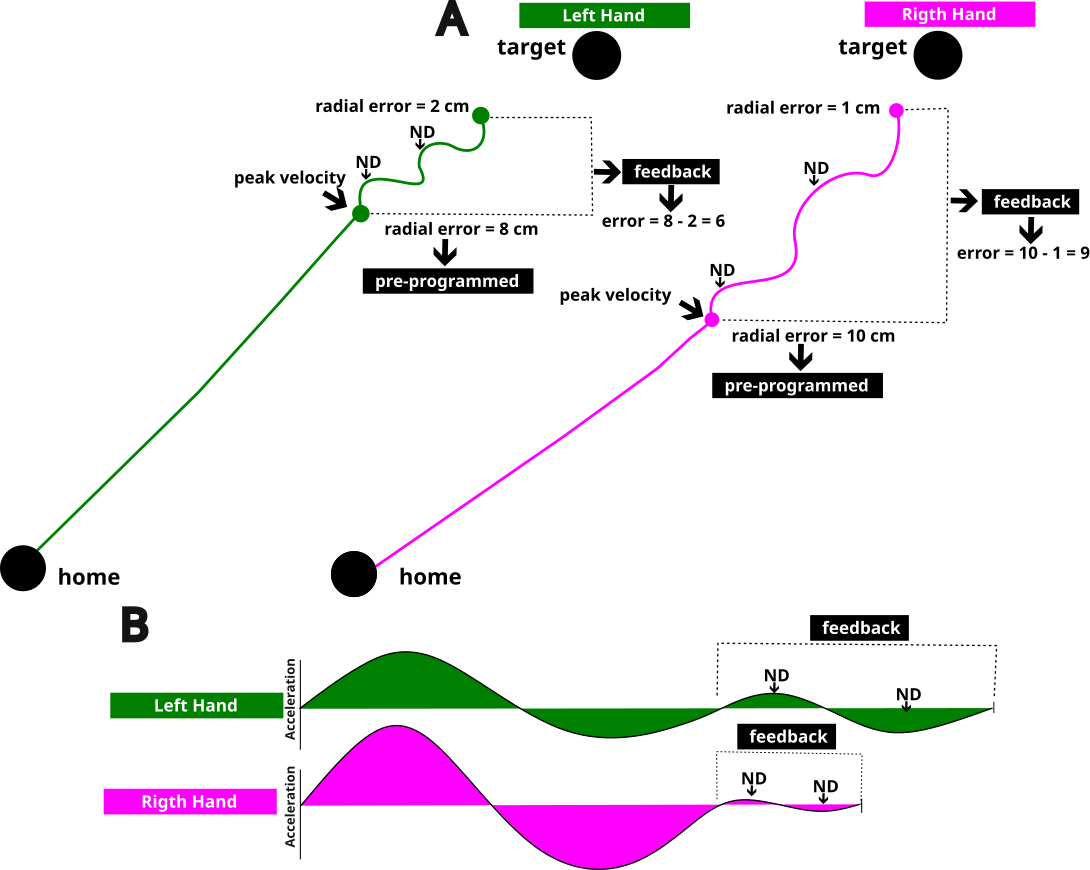 A
Left Hand
Rigth Hand
target
target
radial error = 2 cm
radial error = 1 cm
ND
ND
ND
peak velocity
feedback
feedback
error = 8 - 2 = 6
radial error = 8 cm
error = 10 - 1 = 9
pre-programmed
ND
peak velocity
radial error = 10 cm
pre-programmed
home
home
B
feedback
Acceleration
Left Hand
ND
ND
feedback
Acceleration
Rigth Hand
ND
ND